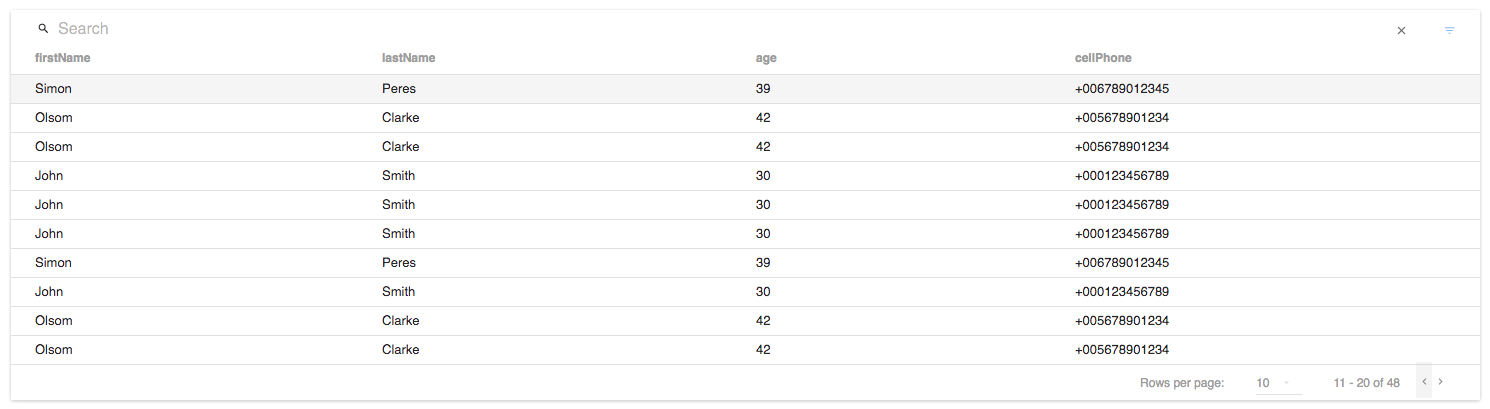 Search
firstName lastName age cellPhone
Simon Peres 39 +006789012345
Olsom Clarke 42 +005678901234
Olsom Clarke 42 +005678901234
John Smith 30 +000123456789
John Smith 30 +000123456789
John Smith 30 +000123456789
Simon Peres 39 +006789012345
John Smith 30 +000123456789
Olsom Clarke 42 +005678901234
Olsom Clarke 42 +005678901234
Rows per page: 10 11 - 20 of 48